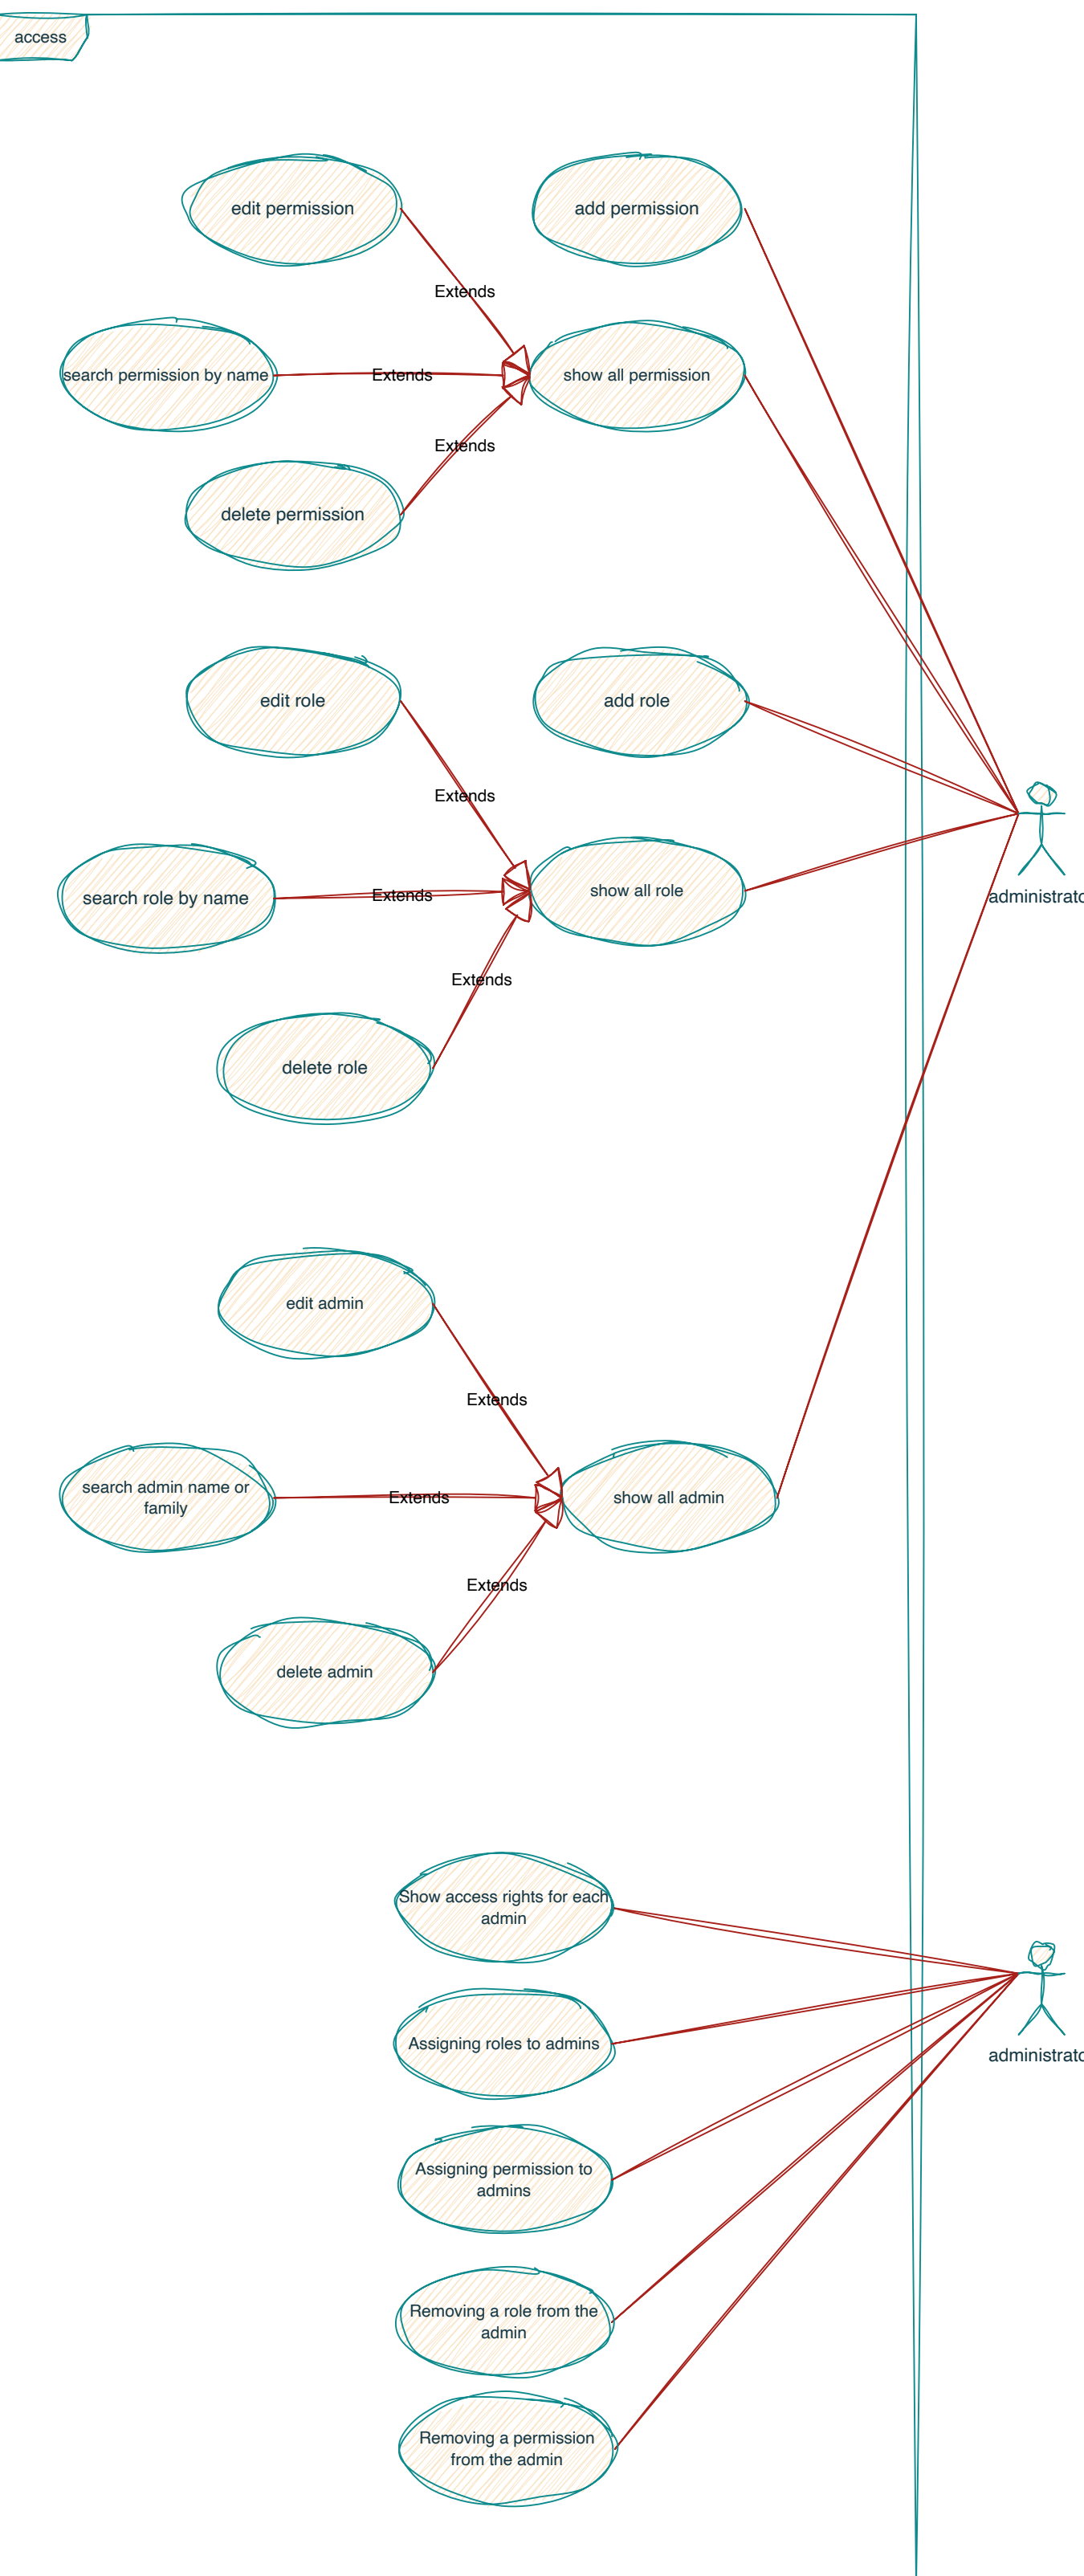 access
edit permission
add permission
Extends
search permission by name
Extends
show all permission
Extends
delete permission
edit role
add role
Extends
search role by name
Extends
show all role
administrato
Extends
delete role
edit admin
Extends
search admin name or
family
Extends
show all admin
Extends
delete admin
Show access rights for each
admin
Assigning roles to admins
administrato
Assigning permission to
admins
Removing a role from the
admin
Removing a permission
from the admin